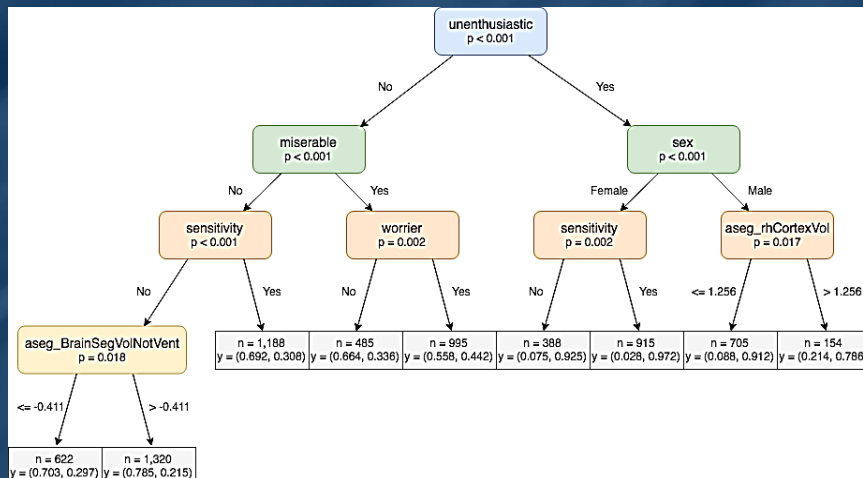 unenthusiastic
p < 0.001
No
Yes
miserable
p < 0.001
sex
p < 0.001
No
Yes
Female
Male
sensitivity
p < 0.001
worrier
p = 0.002
sensitivity
p = 0.002
aseg_rhCortexVol
p = 0.017
No
Yes
No
Yes
No
Yes
<= 1.256
> 1.256
aseg_BrainSegVolNotVent
p = 0.018
n = 1,188
y = (0.692, 0.308)
n = 485
y = (0.664, 0.336)
n = 995
y = (0.558, 0.442)
n = 388
y = (0.075, 0.925)
n = 915
y = (0.028, 0.972)
n = 705
y = (0.088, 0.912)
n = 154
y = (0.214, 0.786
<= -0.411
> -0.411
n = 622
y = (0.703, 0.297)
n = 1,320
y = (0.785, 0.215)